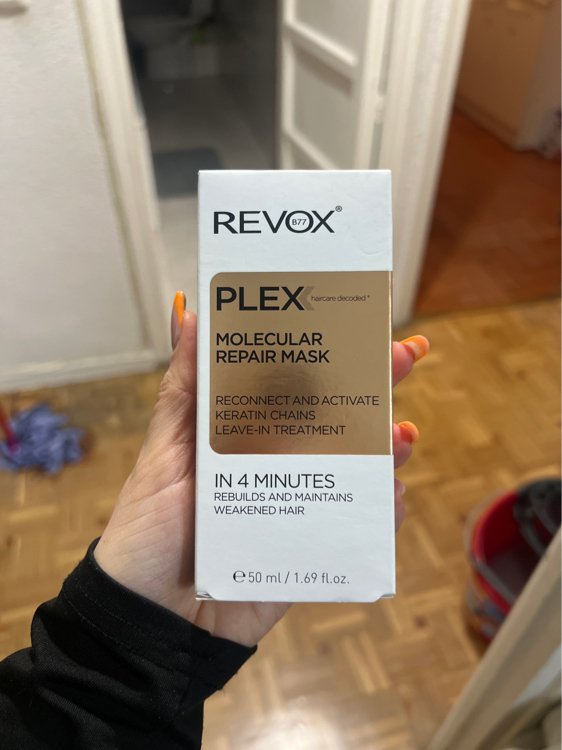 REVOX B77®
PLEX haircare decoded*
MOLECULAR
REPAIR MASK
RECONNECT AND ACTIVATE
KERATIN CHAINS
LEAVE-IN TREATMENT
IN 4 MINUTES
REBUILDS AND MAINTAINS
WEAKENED HAIR
℮50 ml / 1.69 fl.oz.